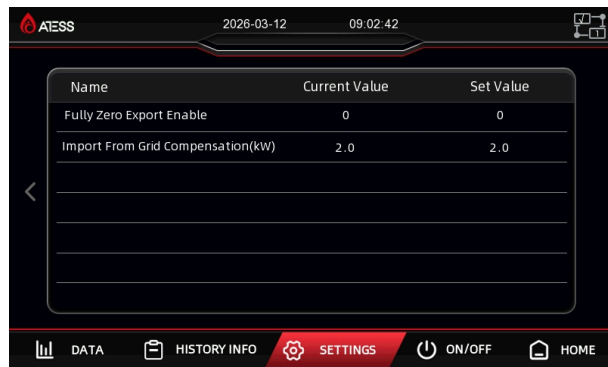 ATESS 2026-03-12 09:02:42
1
Name Current Value Set Value
Fully Zero Export Enable 0 0
Import From Grid Compensation(kW) 2.0 2.0
DATA HISTORY INFO SETTINGS ON/OFF HOME